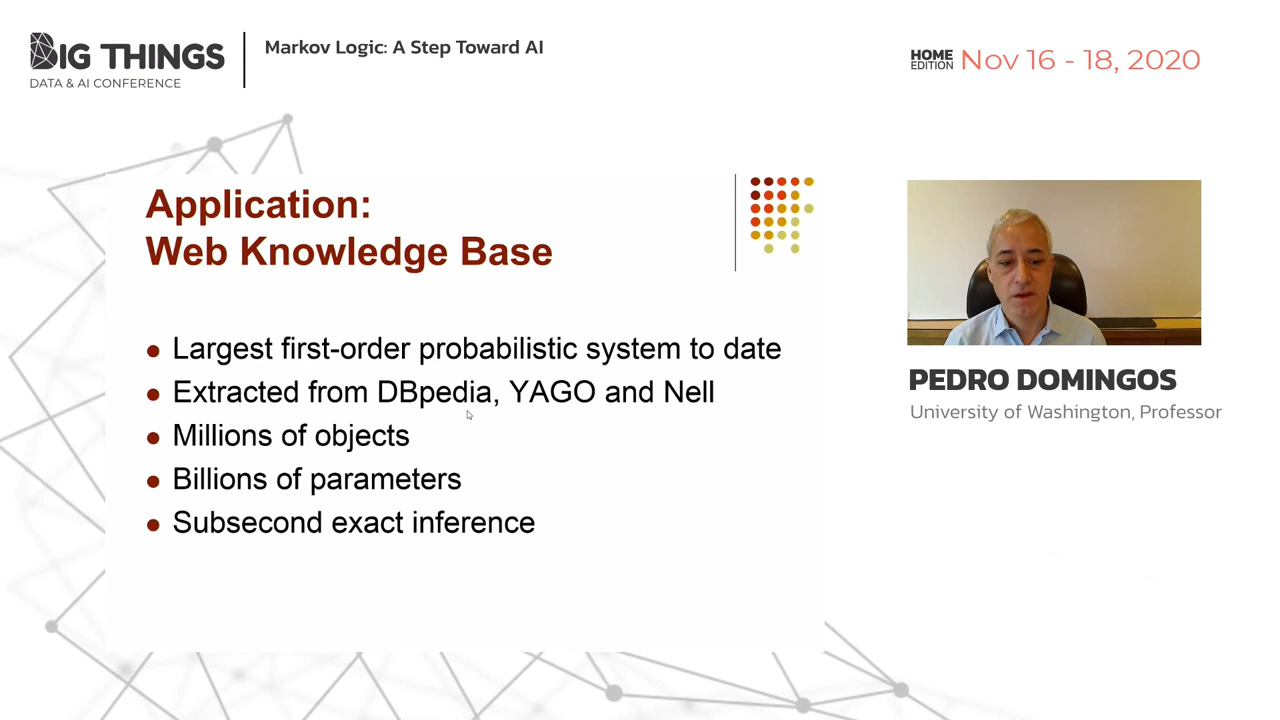 BIG THINGS
DATA & AI CONFERENCE
Markov Logic: A Step Toward AI
HOME
EDITION
Nov 16 - 18, 2020
Application:
Web Knowledge Base
Largest first-order probabilistic system to date
Extracted from DBpedia, YAGO and Nell
Millions of objects
Billions of parameters
Subsecond exact inference
PEDRO DOMINGOS
University of Washington, Professor